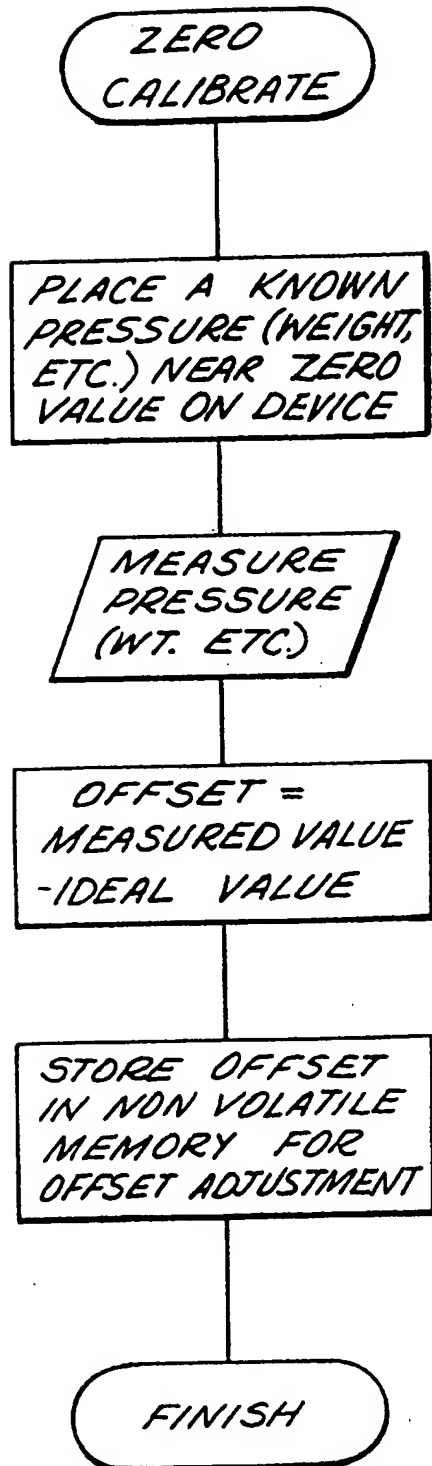 ZERO
CALIBRATE
PLACE A KNOWN
PRESSURE (WEIGHT,
ETC.) NEAR ZERO
VALUE ON DEVICE
MEASURE
PRESSURE
(WT. ETC.)
OFFSET =
MEASURED VALUE
-IDEAL VALUE
STORE OFFSET
IN NON VOLATILE
MEMORY FOR
OFFSET ADJUSTMENT
FINISH